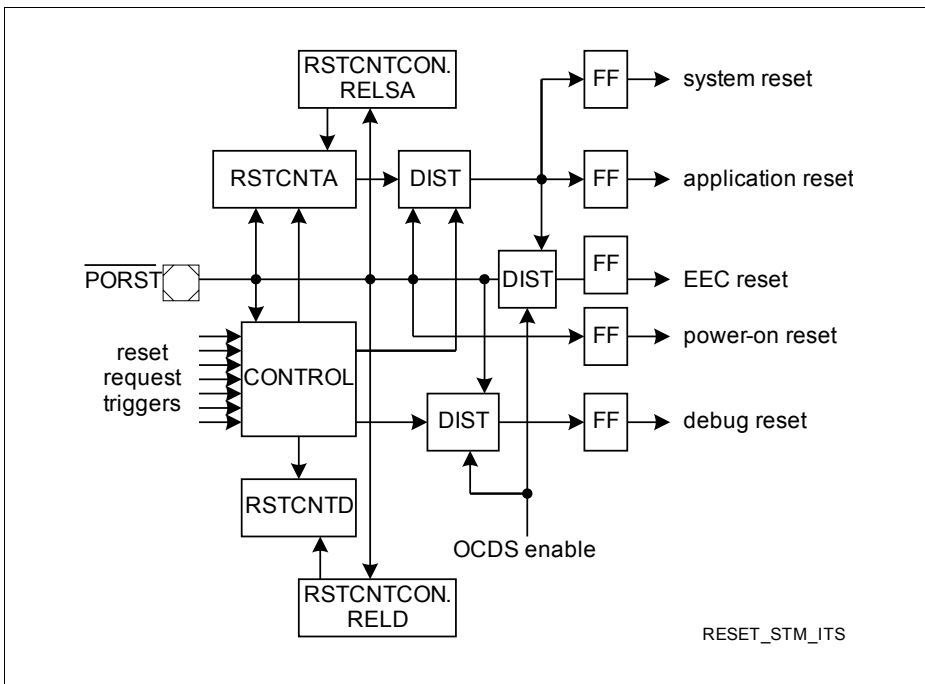 RSTCNTCON.
RELSA
FF
system reset
RSTCNTA
DIST
FF
application reset
PORST
DIST
FF
EEC reset
FF
power-on reset
reset
request
triggers
CONTROL
DIST
FF
debug reset
RSTCNTD
OCDS enable
RSTCNTCON.
RELD
RESET_STM_ITS